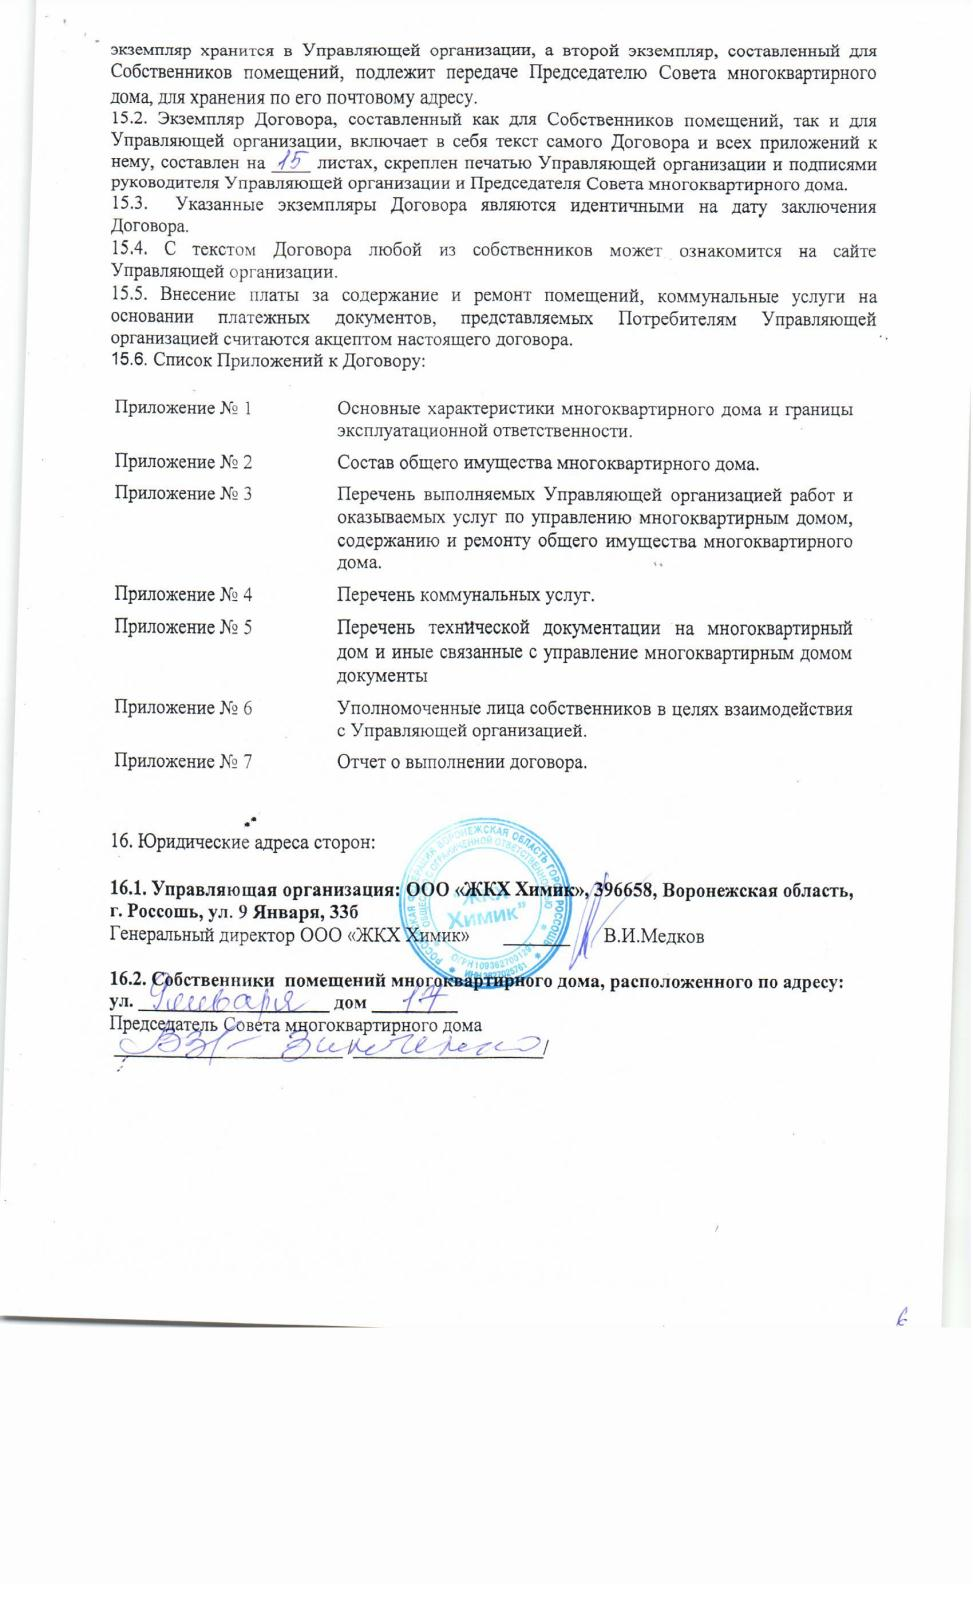 экземпляр хранится в Управляющей организации, а второй экземпляр, составленный для
Собственников помещений, подлежит передаче Председателю Совета многоквартирного
дома, для хранения по его почтовому адресу.
15.2. Экземпляр Договора, составленный как для Собственников помещений, так и для
Управляющей организации, включает в себя текст самого Договора и всех приложений к
нему, составлен на 15 листах, скреплен печатью Управляющей организации и подписями
руководителя Управляющей организации и Председателя Совета многоквартирного дома.
15.3. Указанные экземпляры Договора являются идентичными на дату заключения
Договора.
15.4. С текстом Договора любой из собственников может ознакомится на сайте
Управляющей организации.
15.5. Внесение платы за содержание и ремонт помещений, коммунальные услуги на
основании платежных документов, представляемых Потребителям Управляющей
организацией считаются акцептом настоящего договора.
15.6. Список Приложений к Договору:
Приложение № 1 Основные характеристики многоквартирного дома и границы
эксплуатационной ответственности.
Приложение № 2 Состав общего имущества многоквартирного дома.
Приложение № 3 Перечень выполняемых Управляющей организацией работ и
оказываемых услуг по управлению многоквартирным домом,
содержанию и ремонту общего имущества многоквартирного
дома.
Приложение № 4 Перечень коммунальных услуг.
Приложение № 5 Перечень технической документации на многоквартирный
дом и иные связанные с управление многоквартирным домом
документы
Приложение № 6 Уполномоченные лица собственников в целях взаимодействия
с Управляющей организацией.
Приложение № 7 Отчет о выполнении договора.
16. Юридические адреса сторон:
16.1. Управляющая организация: ООО «ЖКХ Химик», 396658, Воронежская область,
г. Россошь, ул. 9 Января, 33б
Генеральный директор ООО «ЖКХ Химик» ______ В.И.Медков
"ЖКХ
Химик"
16.2. Собственники помещений многоквартирного дома, расположенного по адресу:
ул. 9 января дом 17
Председатель Совета многоквартирного дома
Зинченко /
6